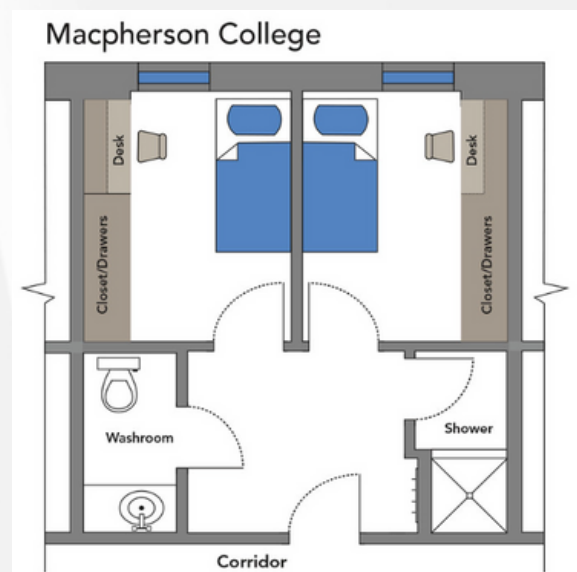 Macpherson College
Desk
Closet/Drawers
Desk
Closet/Drawers
Washroom
Shower
Corridor